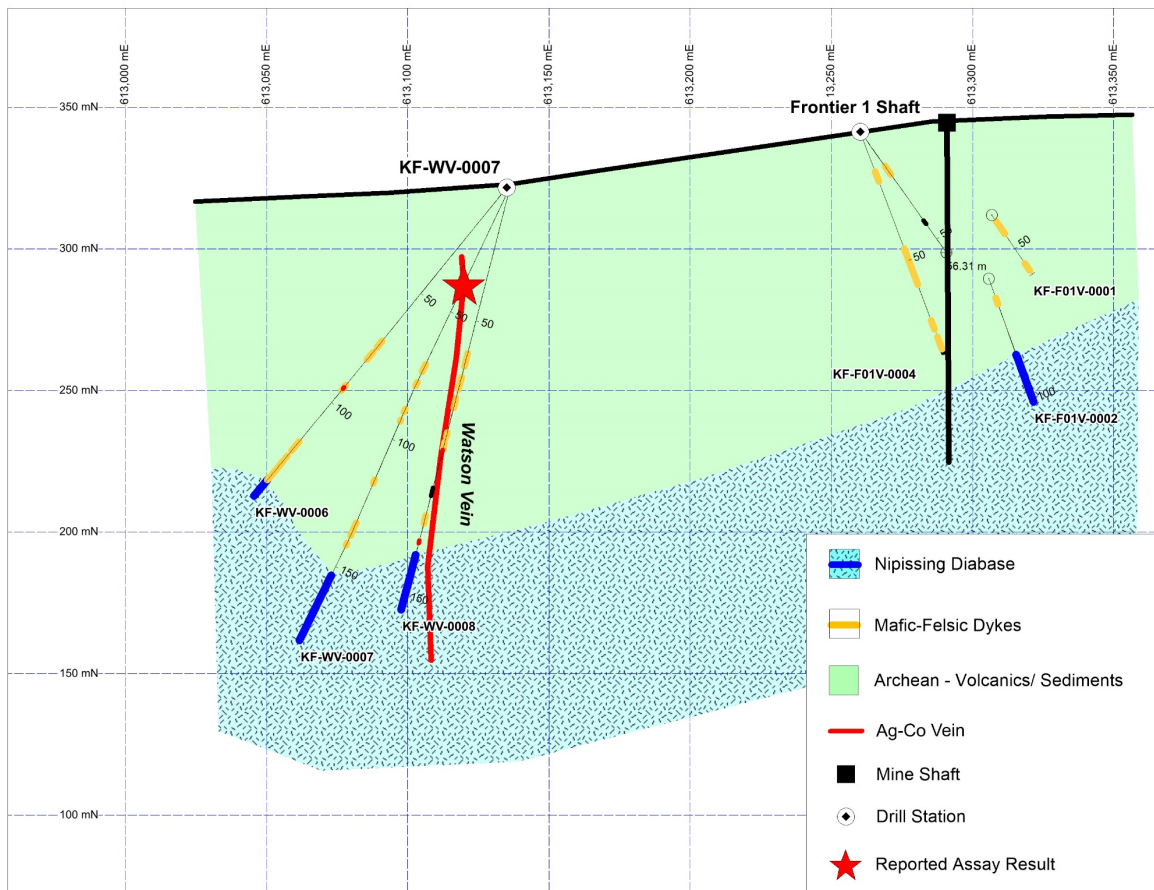 613.000 mE
613.050 mE
613.100 mE
613.150 mE
613.200 mE
613.250 mE
613.300 mE
613.350 mE
350 mN
300 mN
250 mN
200 mN
150 mN
100 mN
Frontier 1 Shaft
KF-WV-0007
50
50
50
100
100
150
150
50
50
56.31 m
50
100
KF-F01V-0001
KF-F01V-0004
KF-F01V-0002
Watson Vein
KF-WV-0006
KF-WV-0008
KF-WV-0007
Nipissing Diabase
Mafic-Felsic Dykes
Archean - Volcanics/ Sediments
Ag-Co Vein
Mine Shaft
Drill Station
Reported Assay Result